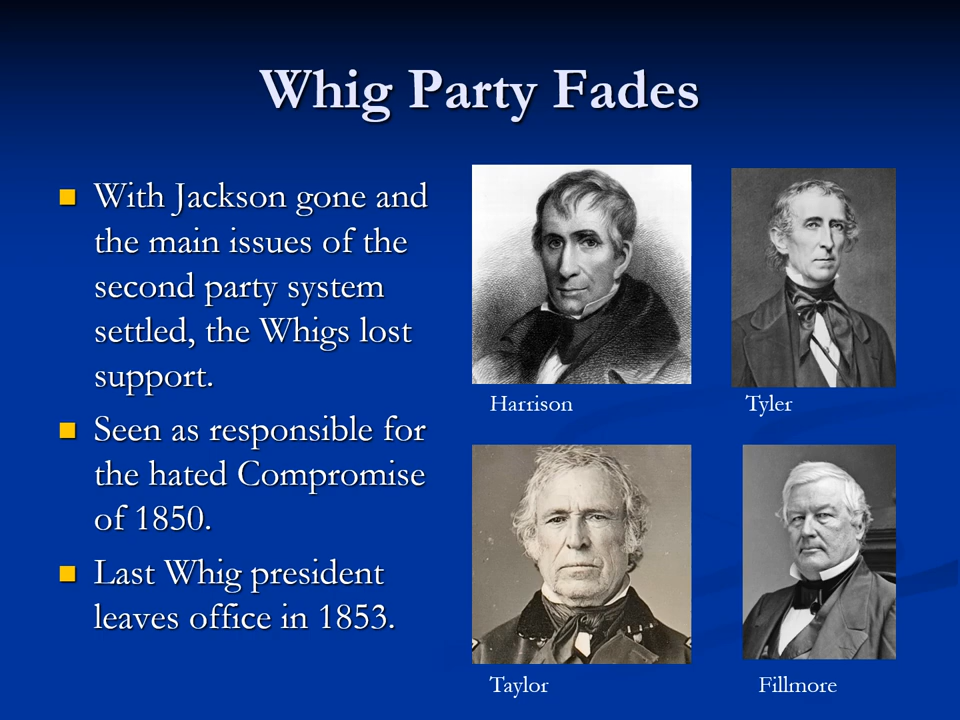 Whig Party Fades
With Jackson gone and
the main issues of the
second party system
settled, the Whigs lost
support.
Seen as responsible for
the hated Compromise
of 1850.
Last Whig president
leaves office in 1853.
Harrison
Tyler
Taylor
Fillmore